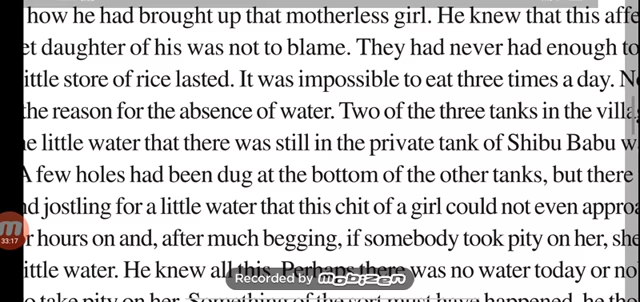 how he had brought up that motherless girl. He knew that this affe
et daughter of his was not to blame. They had never had enough to
ittle store of rice lasted. It was impossible to eat three times a day. N
the reason for the absence of water. Two of the three tanks in the villa
e little water that there was still in the private tank of Shibu Babu w
A few holes had been dug at the bottom of the other tanks, but there
nd jostling for a little water that this chit of a girl could not even approa
r hours on and, after much begging, if somebody took pity on her, she
33:17
ittle water. He knew all this. Perhaps there was no water today or no
Recorded by mobizen
o take pity on her. Something of the sort must have happened, he th